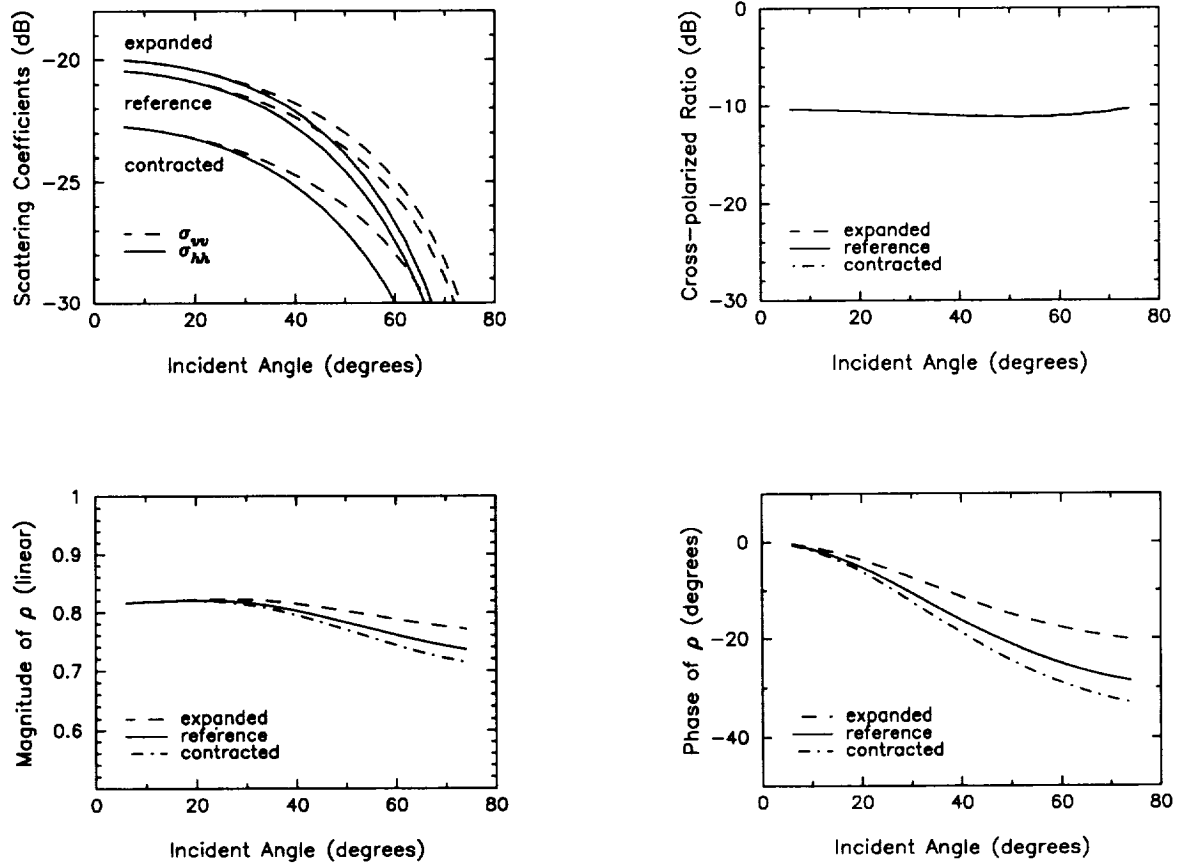 Scattering Coefficients (dB)
-20
-25
-30
expanded
reference
contracted
σvv
σhh
0 20 40 60 80
Incident Angle (degrees)
Cross-polarized Ratio (dB)
0
-10
-20
-30
expanded
reference
contracted
0 20 40 60 80
Incident Angle (degrees)
Magnitude of ρ (linear)
1
0.9
0.8
0.7
0.6
expanded
reference
contracted
0 20 40 60 80
Incident Angle (degrees)
Phase of ρ (degrees)
0
-20
-40
expanded
reference
contracted
0 20 40 60 80
Incident Angle (degrees)